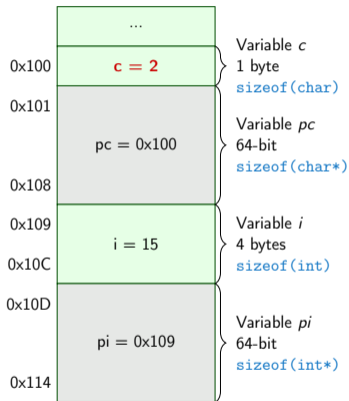 ...
0x100
c = 2
Variable c
1 byte
sizeof(char)
0x101
pc = 0x100
Variable pc
64-bit
sizeof(char*)
0x108
0x109
i = 15
Variable i
4 bytes
sizeof(int)
0x10C
0x10D
pi = 0x109
Variable pi
64-bit
sizeof(int*)
0x114